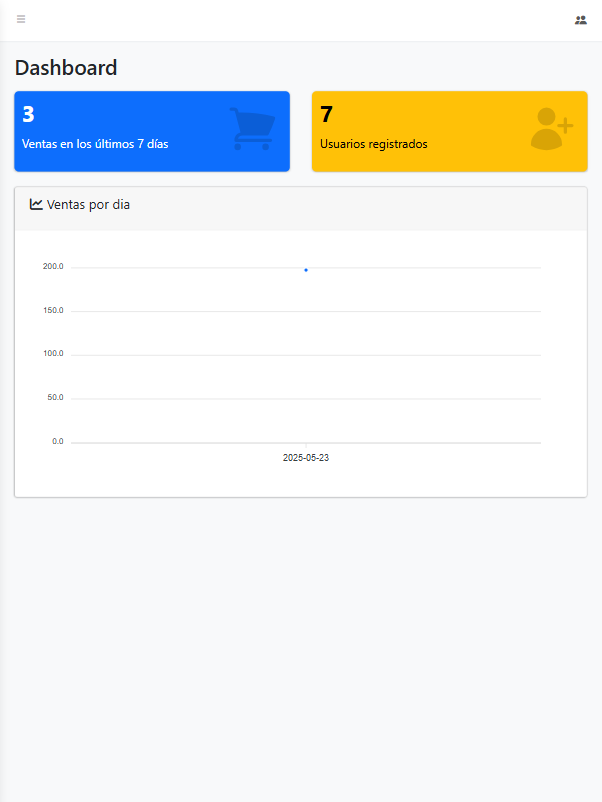 Dashboard
3
Ventas en los últimos 7 días
7
Usuarios registrados
Ventas por dia
200.0
150.0
100.0
50.0
0.0
2025-05-23